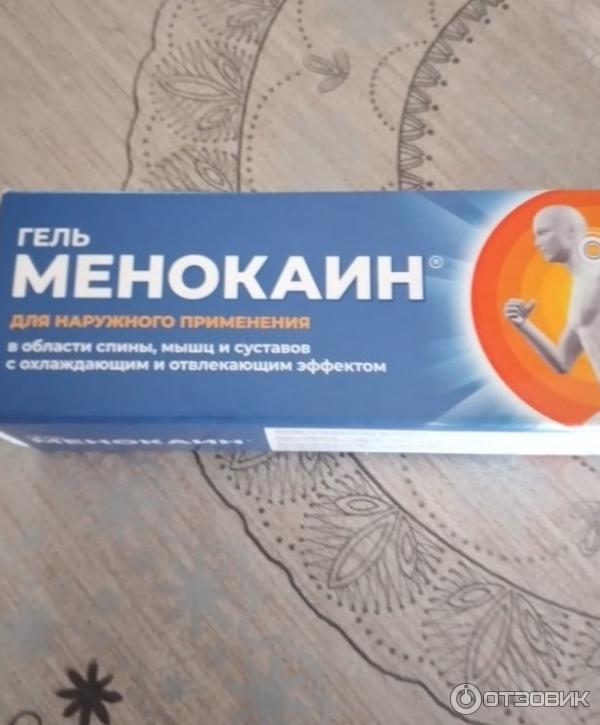 ГЕЛЬ
МЕНОКАИН®
ДЛЯ НАРУЖНОГО ПРИМЕНЕНИЯ
в области спины, мышц и суставов
с охлаждающим и отвлекающим эффектом
МЕНОКАИН
ОТЗОВИК